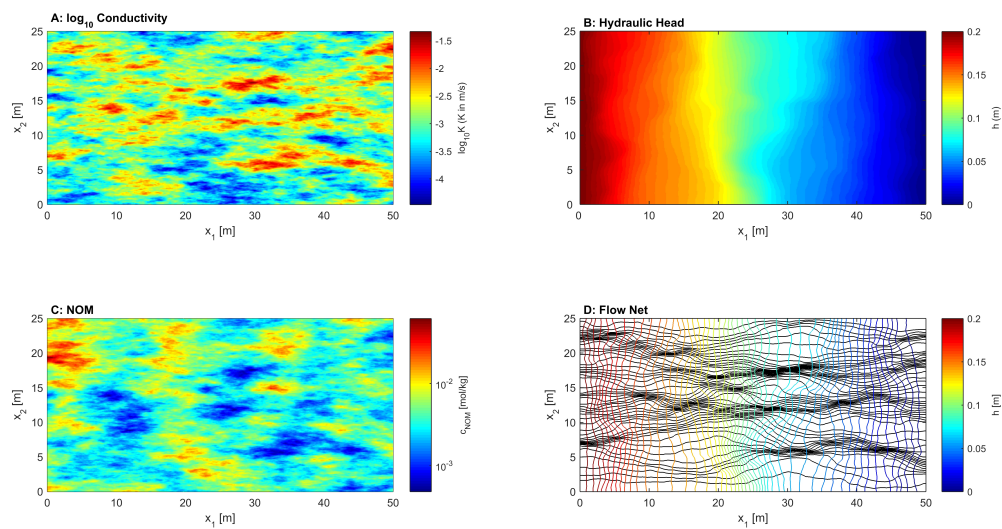 A: log10 Conductivity
25
20
15
10
5
0
x2 [m]
0 10 20 30 40 50
x1 [m]
-1.5
-2
-2.5
-3
-3.5
-4
log10K (K in m/s)
B: Hydraulic Head
25
20
15
10
5
0
x2 [m]
0 10 20 30 40 50
x1 [m]
0.2
0.15
0.1
0.05
0
h (m)
C: NOM
25
20
15
10
5
0
x2 [m]
0 10 20 30 40 50
x1 [m]
10-2
10-3
cNOM [mol/kg]
D: Flow Net
25
20
15
10
5
0
x2 [m]
0 10 20 30 40 50
x1 [m]
0.2
0.15
0.1
0.05
0
h [m]